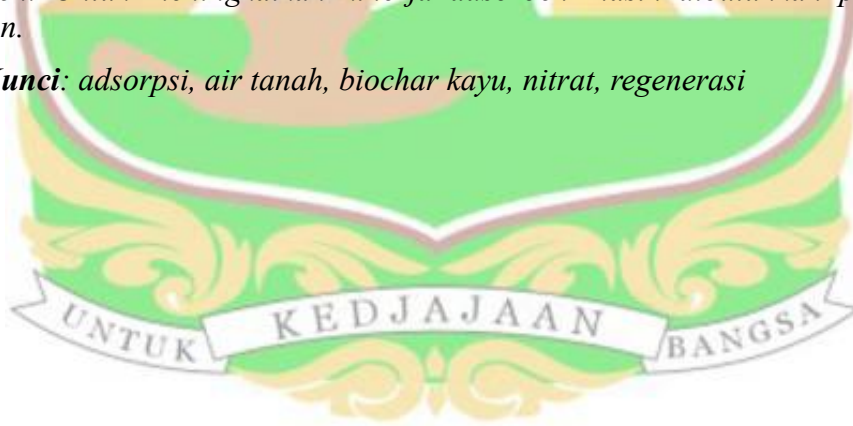 n.
unci: adsorpsi, air tanah, biochar kayu, nitrat, regenerasi
UNTUK KEDJAJAAN BANGSA